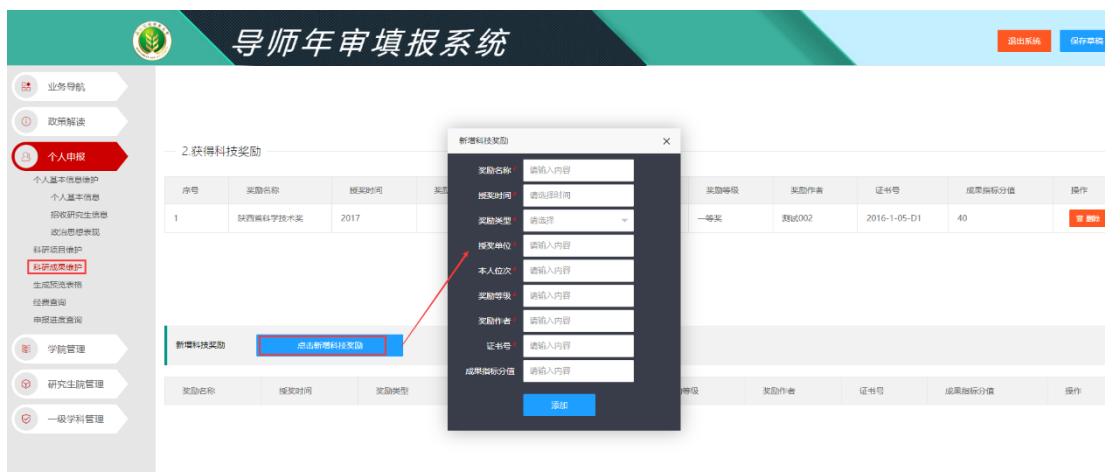 导师年审填报系统
退出系统 保存草稿
业务导航
政策解读
个人申报
个人基本信息维护
个人基本信息
招收研究生信息
政治思想表现
科研项目维护
科研成果维护
生成预览表格
经费查询
申报进度查询
学院管理
研究生院管理
一级学科管理
2.获得科技奖励
序号 奖励名称 授奖时间 奖励等级 奖励作者 证书号 成果指标分值 操作
1 陕西省科学技术奖 2017 一等奖 测试002 2016-1-05-D1 40 删除
新增科技奖励 点击新增科技奖励
奖励名称 授奖时间 奖励类型 奖励作者 证书号 成果指标分值 操作
新增科技奖励 ×
奖励名称* 请输入内容
授奖时间* 请选择时间
奖励类型* 请选择
授奖单位* 请输入内容
本人位次* 请输入内容
奖励等级* 请输入内容
奖励作者* 请输入内容
证书号* 请输入内容
成果指标分值 请输入内容
添加